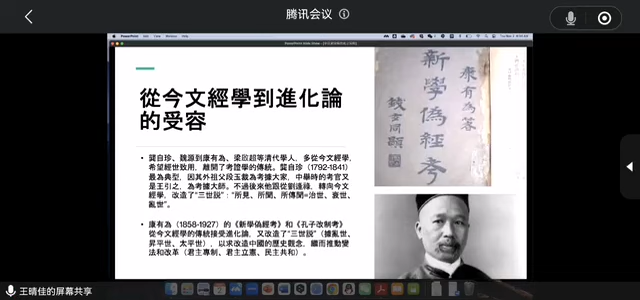 腾讯会议
從今文經學到進化論
的受容
• 龔自珍、魏源到康有為、梁啟超等清代學人，多從今文經學，
希望經世致用，離開了考證學的傳統。龔自珍（1792-1841）
最為典型，因其外祖父段玉裁為考據大家，中舉時的考官又
是王引之，為考據大師。不過後來他跟從劉逢祿，轉向今文
經學，改造了“三世說”：“所見、所聞、所傳聞=治世、衰世、
亂世”。
• 康有為（1858-1927）的《新學偽經考》和《孔子改制考》
從今文經學的傳統接受進化論，又改造了“三世說”（據亂世、
昇平世、太平世），以求改造中國的歷史觀念，繼而推動變
法和改革（君主專制、君主立憲、民主共和）。
康有為署
新學偽經考
錢玄同題
王晴佳的屏幕共享